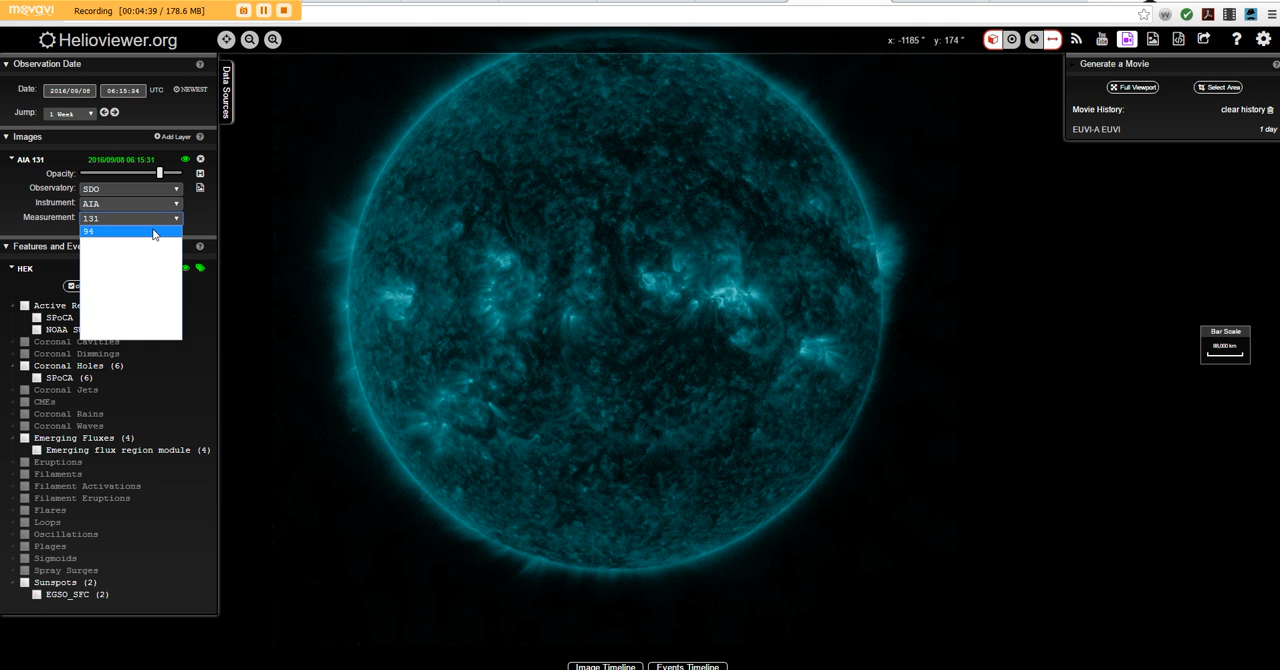 movavi
Recording [00:04:39 / 178.6 MB]
Helioviewer.org
x: -1185 " y: 174 "
Observation Date
Date: 2016/09/08 06:15:34 UTC NEWEST
Jump: 1 Week
Images
Add Layer
AIA 131 2016/09/08 06:15:31
Opacity:
Observatory: SDO
Instrument: AIA
Measurement: 131
94
Features and Eve
HEK
Active Re
SPoCA
NOAA S
Coronal Cavities
Coronal Dimmings
Coronal Holes (6)
SPoCA (6)
Coronal Jets
CMEs
Coronal Rains
Coronal Waves
Emerging Fluxes (4)
Emerging flux region module (4)
Eruptions
Filaments
Filament Activations
Filament Eruptions
Flares
Loops
Oscillations
Plages
Sigmoids
Spray Surges
Sunspots (2)
EGSO_SFC (2)
Data Sources
Generate a Movie
Full Viewport
Select Area
Movie History:
clear history
EUVI-A EUVI
1 day
Bar Scale
86,000 km
Image Timeline
Events Timeline